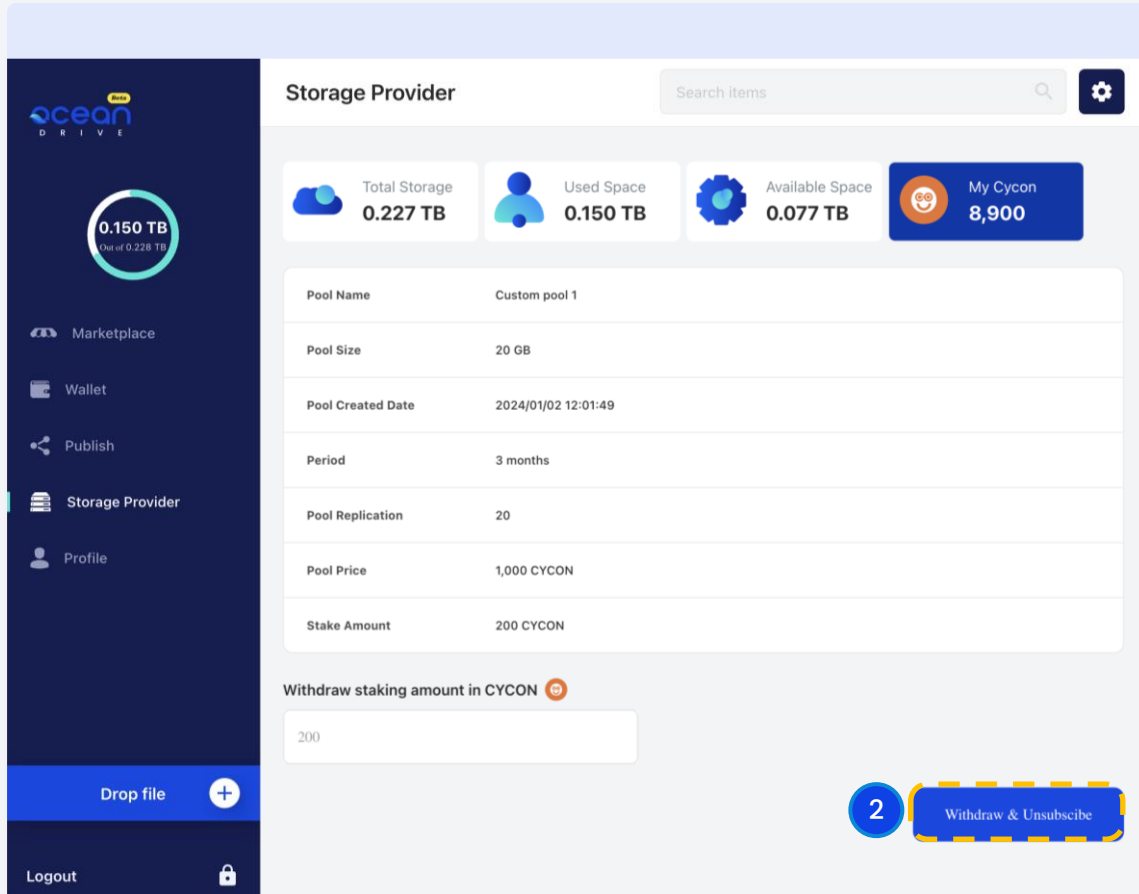 Beta
ocean
DRIVE
0.150 TB
Out of 0.228 TB
Marketplace
Wallet
Publish
Storage Provider
Profile
Drop file
Logout
Storage Provider
Search items
Total Storage
0.227 TB
Used Space
0.150 TB
Available Space
0.077 TB
My Cycon
8,900
Pool Name Custom pool 1
Pool Size 20 GB
Pool Created Date 2024/01/02 12:01:49
Period 3 months
Pool Replication 20
Pool Price 1,000 CYCON
Stake Amount 200 CYCON
Withdraw staking amount in CYCON
200
2
Withdraw & Unsubscibe